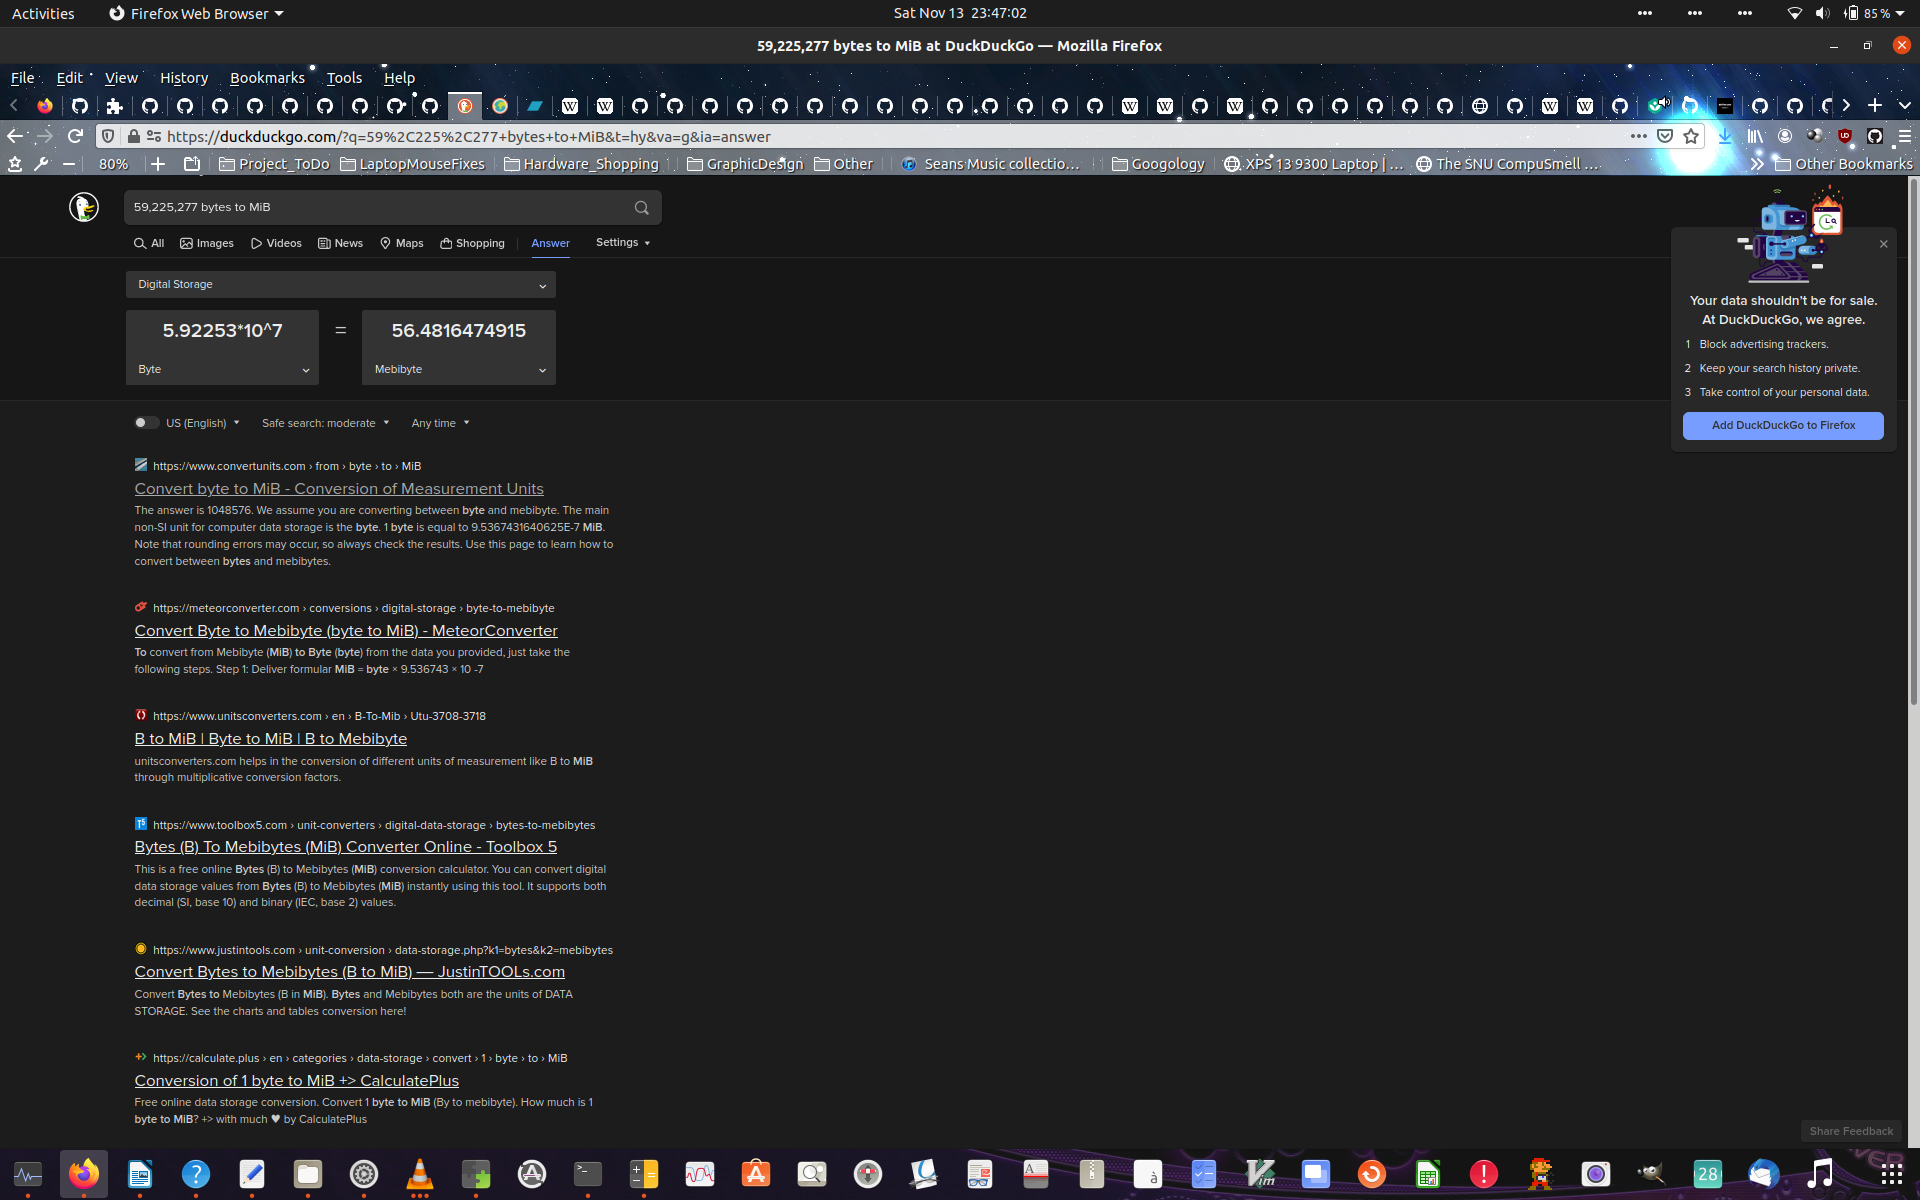 Activities
Firefox Web Browser
Sat Nov 13 23:47:02
85%
59,225,277 bytes to MiB at DuckDuckGo — Mozilla Firefox
File Edit View History Bookmarks Tools Help
https://duckduckgo.com/?q=59%2C225%2C277+bytes+to+MiB&t=hy&va=g&ia=answer
80%
Project_ToDo
LaptopMouseFixes
Hardware_Shopping
GraphicDesign
Other
Seans Music collectio...
Googology
XPS 13 9300 Laptop | ...
The SNU CompuSmell ...
Other Bookmarks
59,225,277 bytes to MiB
All Images Videos News Maps Shopping Answer Settings
Digital Storage
5.92253*10^7 = 56.4816474915
Byte Mebibyte
US (English) Safe search: moderate Any time
https://www.convertunits.com › from › byte › to › MiB
Convert byte to MiB - Conversion of Measurement Units
The answer is 1048576. We assume you are converting between byte and mebibyte. The main
non-SI unit for computer data storage is the byte. 1 byte is equal to 9.5367431640625E-7 MiB.
Note that rounding errors may occur, so always check the results. Use this page to learn how to
convert between bytes and mebibytes.
https://meteorconverter.com › conversions › digital-storage › byte-to-mebibyte
Convert Byte to Mebibyte (byte to MiB) - MeteorConverter
To convert from Mebibyte (MiB) to Byte (byte) from the data you provided, just take the
following steps. Step 1: Deliver formular MiB = byte × 9.536743 × 10 -7
https://www.unitsconverters.com › en › B-To-Mib › Utu-3708-3718
B to MiB | Byte to MiB | B to Mebibyte
unitsconverters.com helps in the conversion of different units of measurement like B to MiB
through multiplicative conversion factors.
https://www.toolbox5.com › unit-converters › digital-data-storage › bytes-to-mebibytes
Bytes (B) To Mebibytes (MiB) Converter Online - Toolbox 5
This is a free online Bytes (B) to Mebibytes (MiB) conversion calculator. You can convert digital
data storage values from Bytes (B) to Mebibytes (MiB) instantly using this tool. It supports both
decimal (SI, base 10) and binary (IEC, base 2) values.
https://www.justintools.com › unit-conversion › data-storage.php?k1=bytes&k2=mebibytes
Convert Bytes to Mebibytes (B to MiB) — JustinTOOLs.com
Convert Bytes to Mebibytes (B in MiB). Bytes and Mebibytes both are the units of DATA
STORAGE. See the charts and tables conversion here!
https://calculate.plus › en › categories › data-storage › convert › 1 › byte › to › MiB
Conversion of 1 byte to MiB +> CalculatePlus
Free online data storage conversion. Convert 1 byte to MiB (By to mebibyte). How much is 1
byte to MiB? +> with much ♥ by CalculatePlus
Your data shouldn't be for sale.
At DuckDuckGo, we agree.
1 Block advertising trackers.
2 Keep your search history private.
3 Take control of your personal data.
Add DuckDuckGo to Firefox
Share Feedback
28